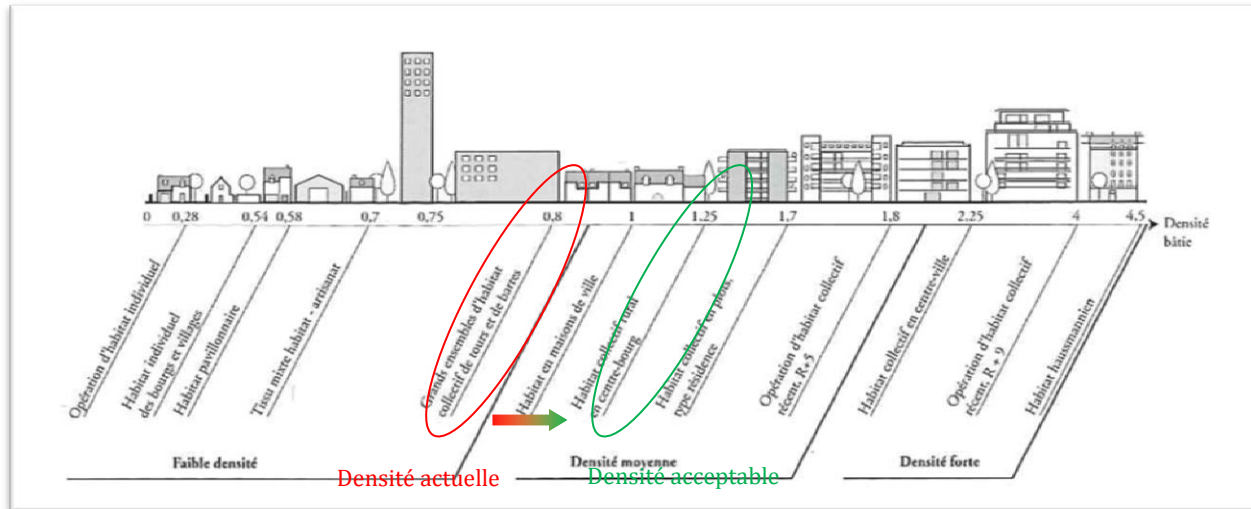 0 0,28 0,54 0,58 0,7 0,75 0,8 1 1,25 1,7 1,8 2,25 4 4,5
Densité
bâtie
Opération d'habitat individuel
Habitat individuel
des bourgs et villages
Habitat pavillonnaire
Tissu mixte habitat - artisanat
Grands ensembles d'habitat
collectif de tours et de barres
Habitat en maisons de ville
Habitat collectif rural
en centre-bourg
Habitat collectif en plots,
type résidence
Opération d'habitat collectif
récent, R+5
Habitat collectif en centre-ville
Opération d'habitat collectif
récent, R + 9
Habitat haussmannien
Faible densité
Densité moyenne
Densité forte
Densité actuelle
Densité acceptable